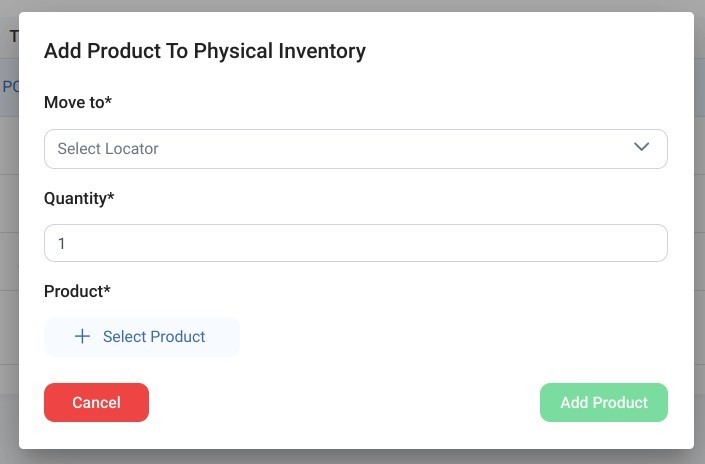 Add Product To Physical Inventory
Move to*
Select Locator
Quantity*
1
Product*
Select Product
Cancel
Add Product